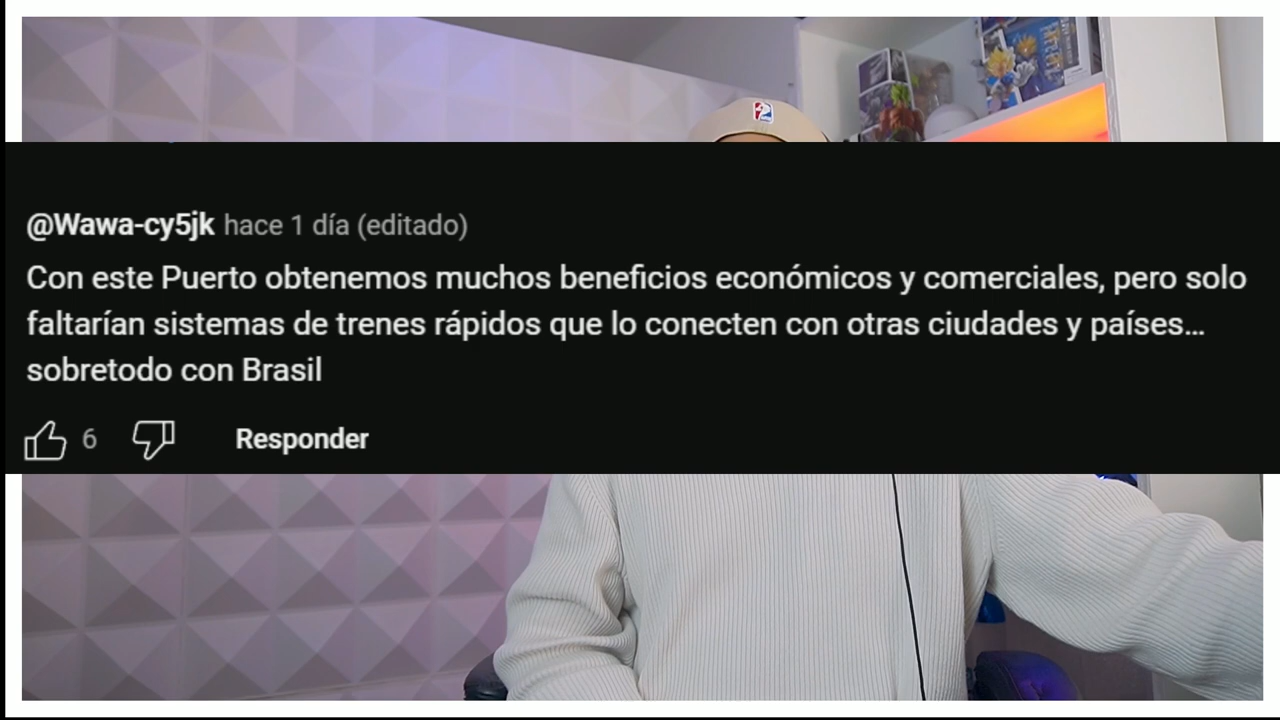 @Wawa-cy5jk hace 1 día (editado)
Con este Puerto obtenemos muchos beneficios económicos y comerciales, pero solo
faltarían sistemas de trenes rápidos que lo conecten con otras ciudades y países...
sobretodo con Brasil
6
Responder